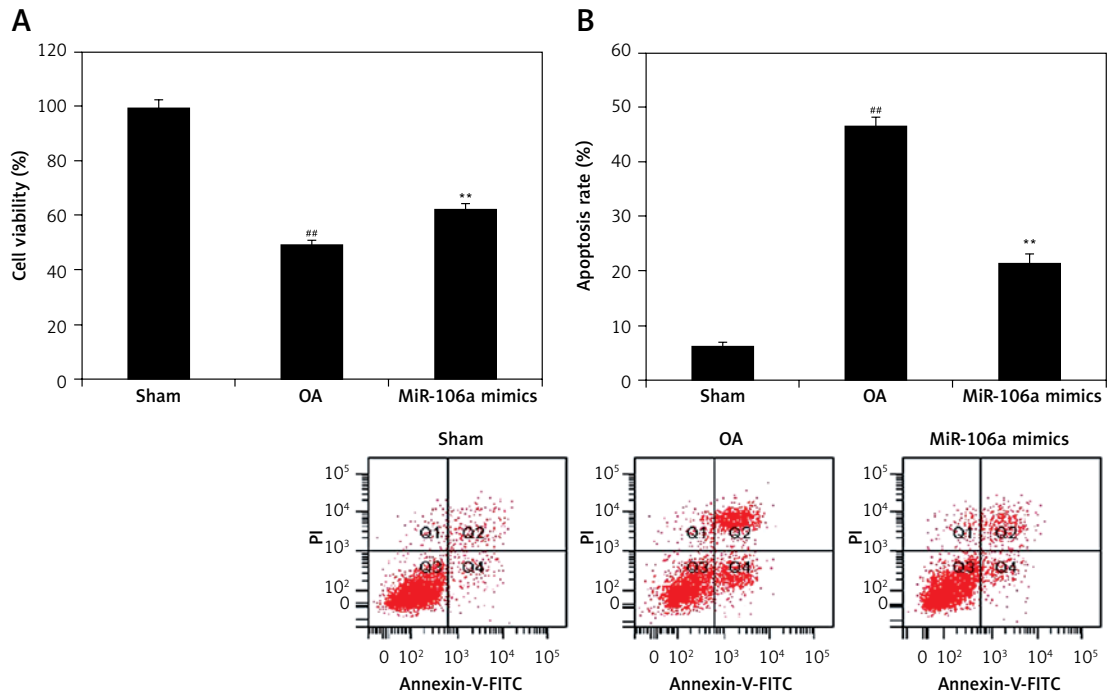 A
Cell viability (%)
120
100
80
60
40
20
0
##
**
Sham OA MiR-106a mimics
B
Apoptosis rate (%)
60
50
40
30
20
10
0
##
**
Sham OA MiR-106a mimics
Sham
PI
10⁵
10⁴
10³
10²
0
Q1 Q2
Q3 Q4
0 10² 10³ 10⁴ 10⁵
Annexin-V-FITC
OA
PI
10⁵
10⁴
10³
10²
0
Q1 Q2
Q3 Q4
0 10² 10³ 10⁴ 10⁵
Annexin-V-FITC
MiR-106a mimics
PI
10⁵
10⁴
10³
10²
0
Q1 Q2
Q3 Q4
0 10² 10³ 10⁴ 10⁵
Annexin-V-FITC